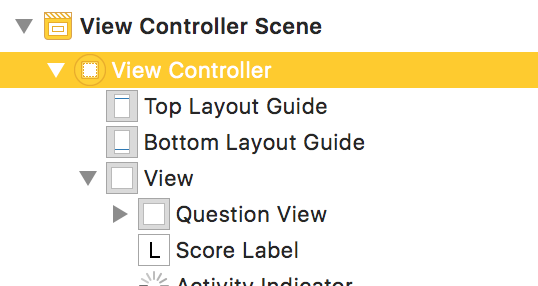 View Controller Scene
View Controller
Top Layout Guide
Bottom Layout Guide
View
Question View
L Score Label
Activity Indicator